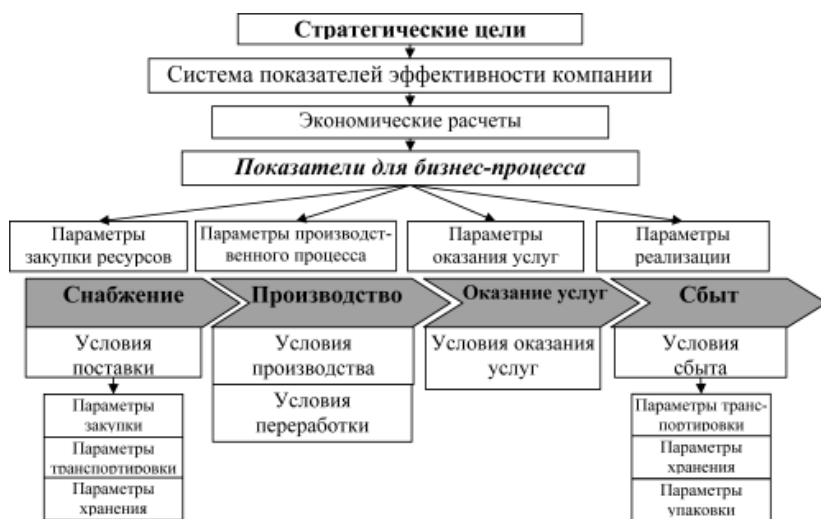 Стратегические цели
Система показателей эффективности компании
Экономические расчеты
Показатели для бизнес-процесса
Параметры
закупки ресурсов
Параметры производст-
венного процесса
Параметры
оказания услуг
Параметры
реализации
Снабжение
Производство
Оказание услуг
Сбыт
Условия
поставки
Условия
производства
Условия оказания
услуг
Условия
сбыта
Условия
переработки
Параметры
закупки
Параметры
транспортировки
Параметры
хранения
Параметры транс-
портировки
Параметры
хранения
Параметры
упаковки